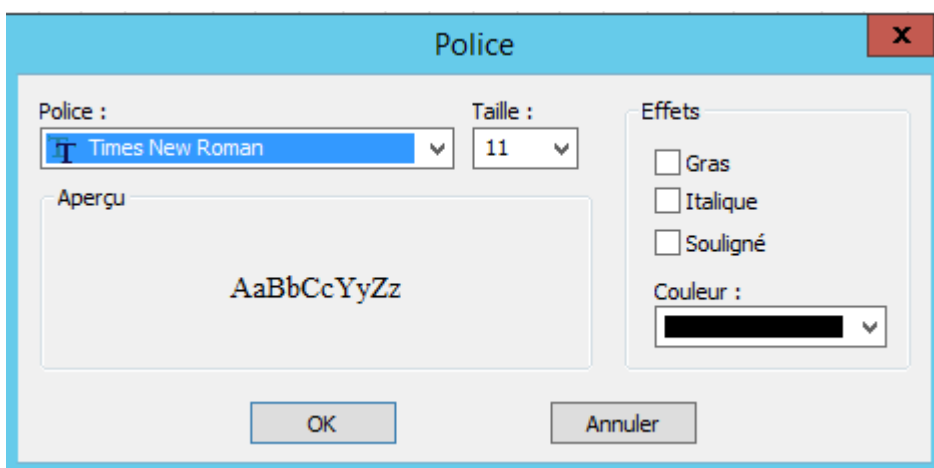 Police
x
Police :
Taille :
Times New Roman
11
Aperçu
AaBbCcYyZz
Effets
Gras
Italique
Souligné
Couleur :
OK
Annuler